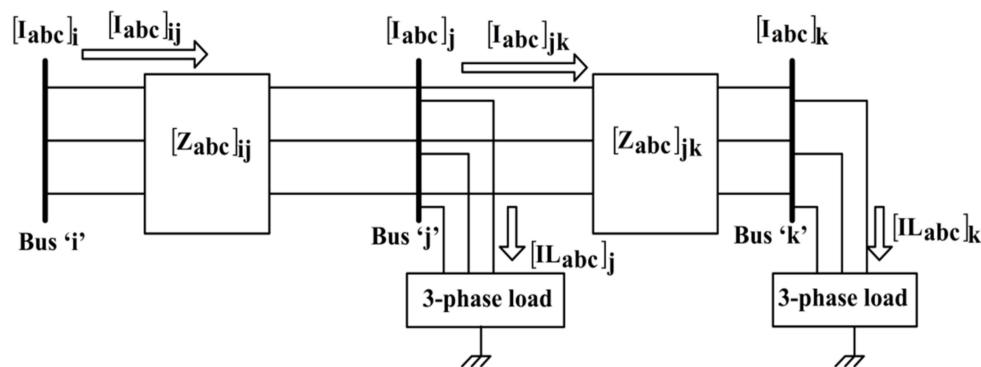 [Iabc]i
[Iabc]ij
[Iabc]j
[Iabc]jk
[Iabc]k
[Zabc]ij
[Zabc]jk
Bus ‘i’
Bus ‘j’
Bus ‘k’
[ILabc]j
[ILabc]k
3-phase load
3-phase load